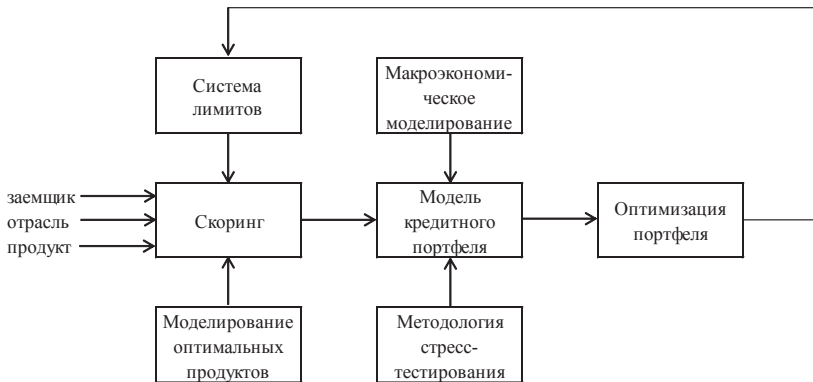 Система
лимитов
Макроэкономи-
ческое
моделирование
заемщик
отрасль
продукт
Скоринг
Модель
кредитного
портфеля
Оптимизация
портфеля
Моделирование
оптимальных
продуктов
Методология
стресс-
тестирования